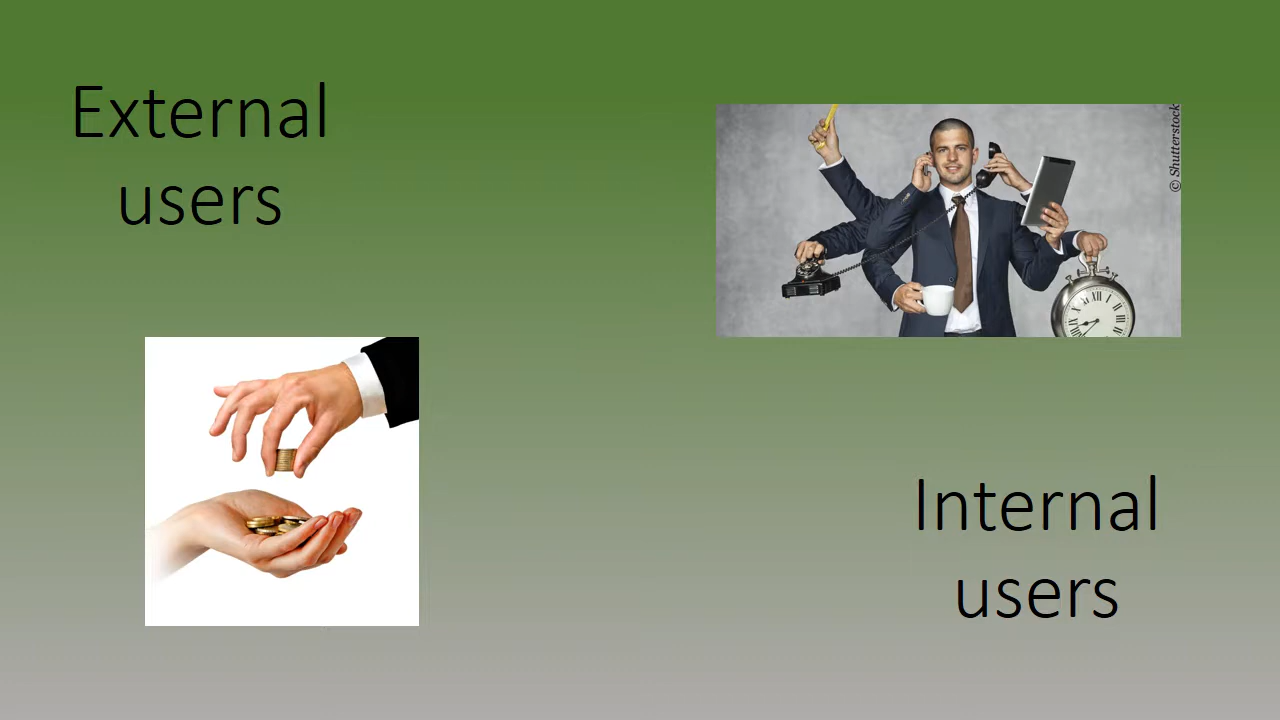 External
users
© Shutterstock
Internal
users